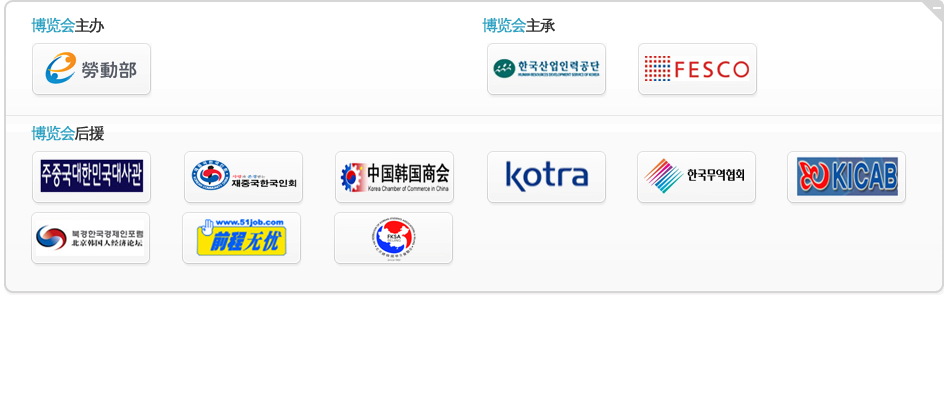 博览会主办
博览会主承
勞動部
한국산업인력공단
HUMAN RESOURCES DEVELOPMENT SERVICE OF KOREA
FESCO
博览会后援
주중국대한민국대사관
재중국한국인회
中国韩国商会
Korea Chamber of Commerce in China
kotra
한국무역협회
KICAB
북경한국경제인포럼
北京韩国人经济论坛
www.51job.com
前程无忧
FKSA